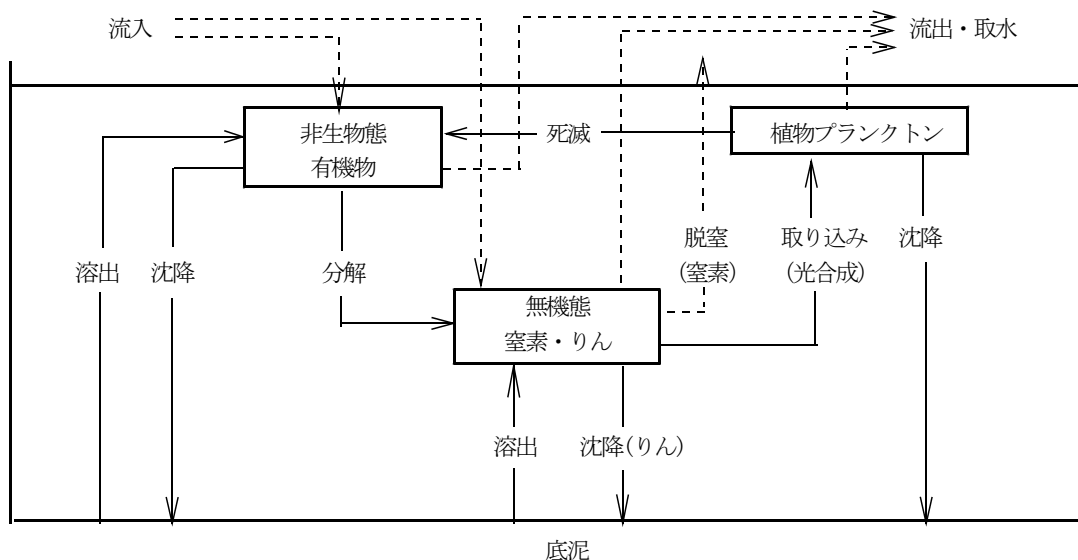 流入
流出・取水
非生物態
有機物
死滅
植物プランクトン
溶出
沈降
分解
脱窒
(窒素)
取り込み
(光合成)
沈降
無機態
窒素・りん
溶出
沈降(りん)
底泥